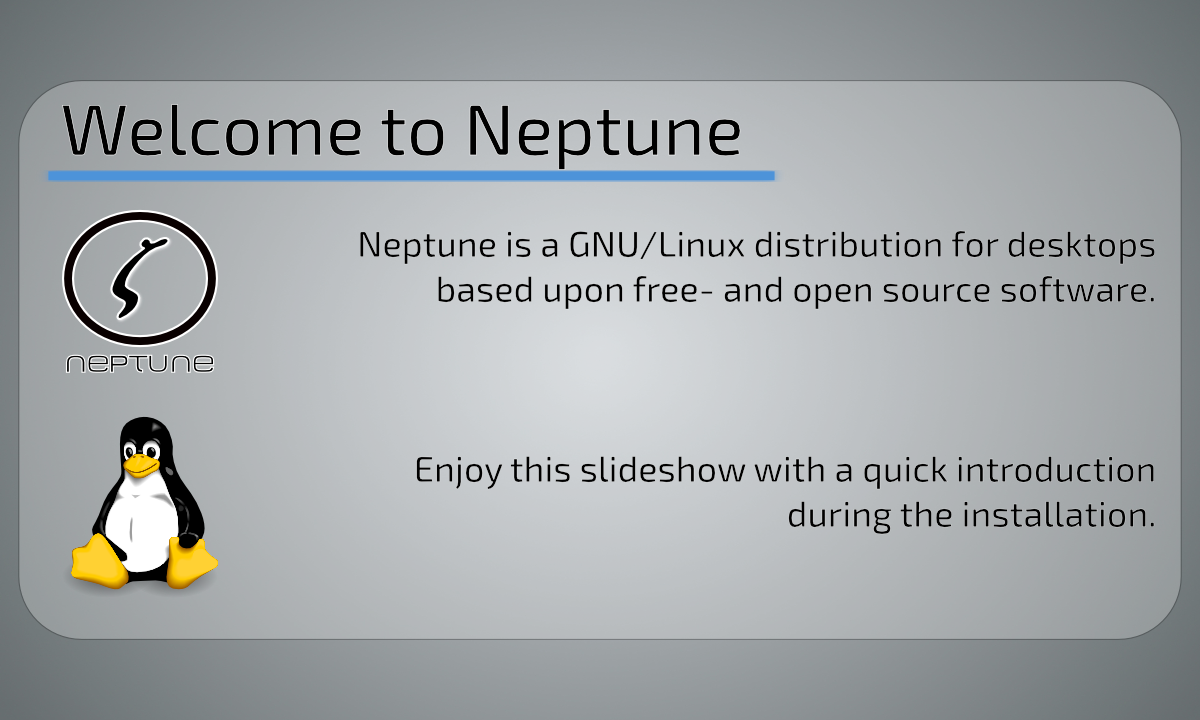 Welcome to Neptune
Neptune is a GNU/Linux distribution for desktops
based upon free- and open source software.
NEPTUNE
Enjoy this slideshow with a quick introduction
during the installation.